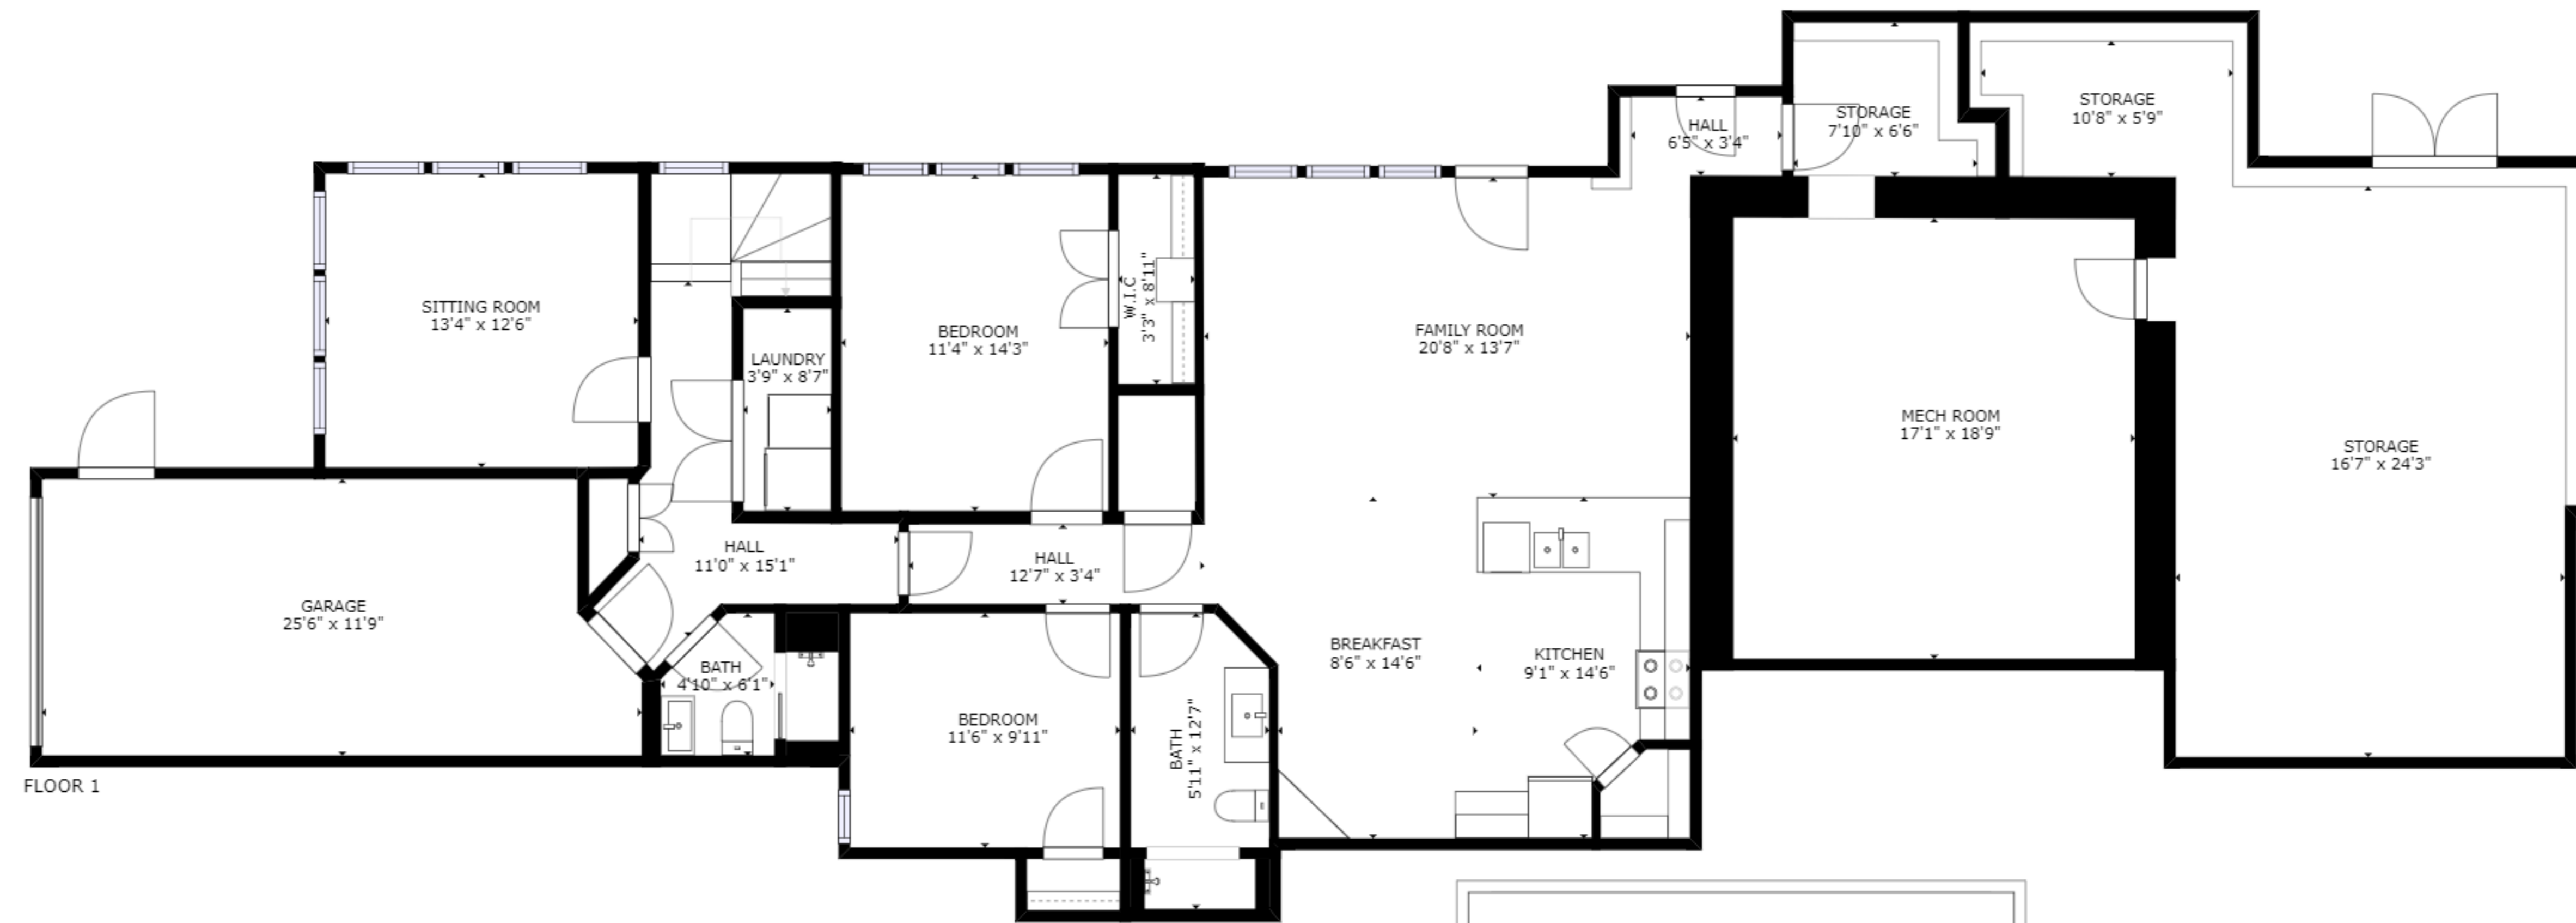 STORAGE
10'8" x 5'9"
STORAGE
7'10" x 6'6"
HALL
6'5" x 3'4"
SITTING ROOM
13'4" x 12'6"
BEDROOM
11'4" x 14'3"
W.I.C
3'3" x 8'11"
FAMILY ROOM
20'8" x 13'7"
LAUNDRY
3'9" x 8'7"
MECH ROOM
17'1" x 18'9"
STORAGE
16'7" x 24'3"
HALL
11'0" x 15'1"
HALL
12'7" x 3'4"
GARAGE
25'6" x 11'9"
BATH
4'10" x 6'1"
BREAKFAST
8'6" x 14'6"
KITCHEN
9'1" x 14'6"
BEDROOM
11'6" x 9'11"
BATH
5'11" x 12'7"
FLOOR 1